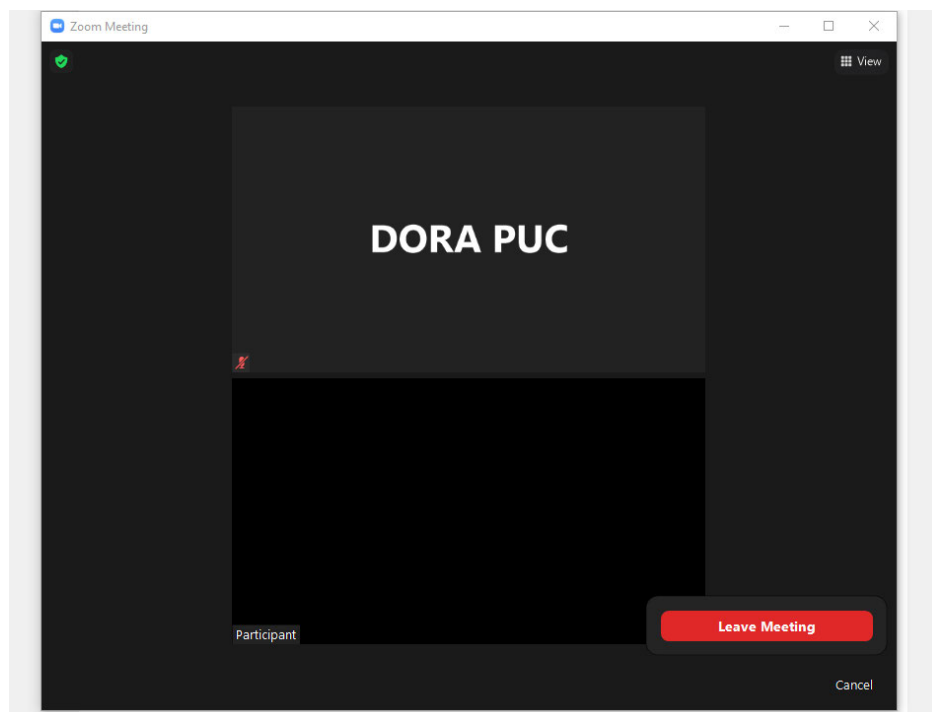 Zoom Meeting
View
DORA PUC
Participant
Leave Meeting
Cancel